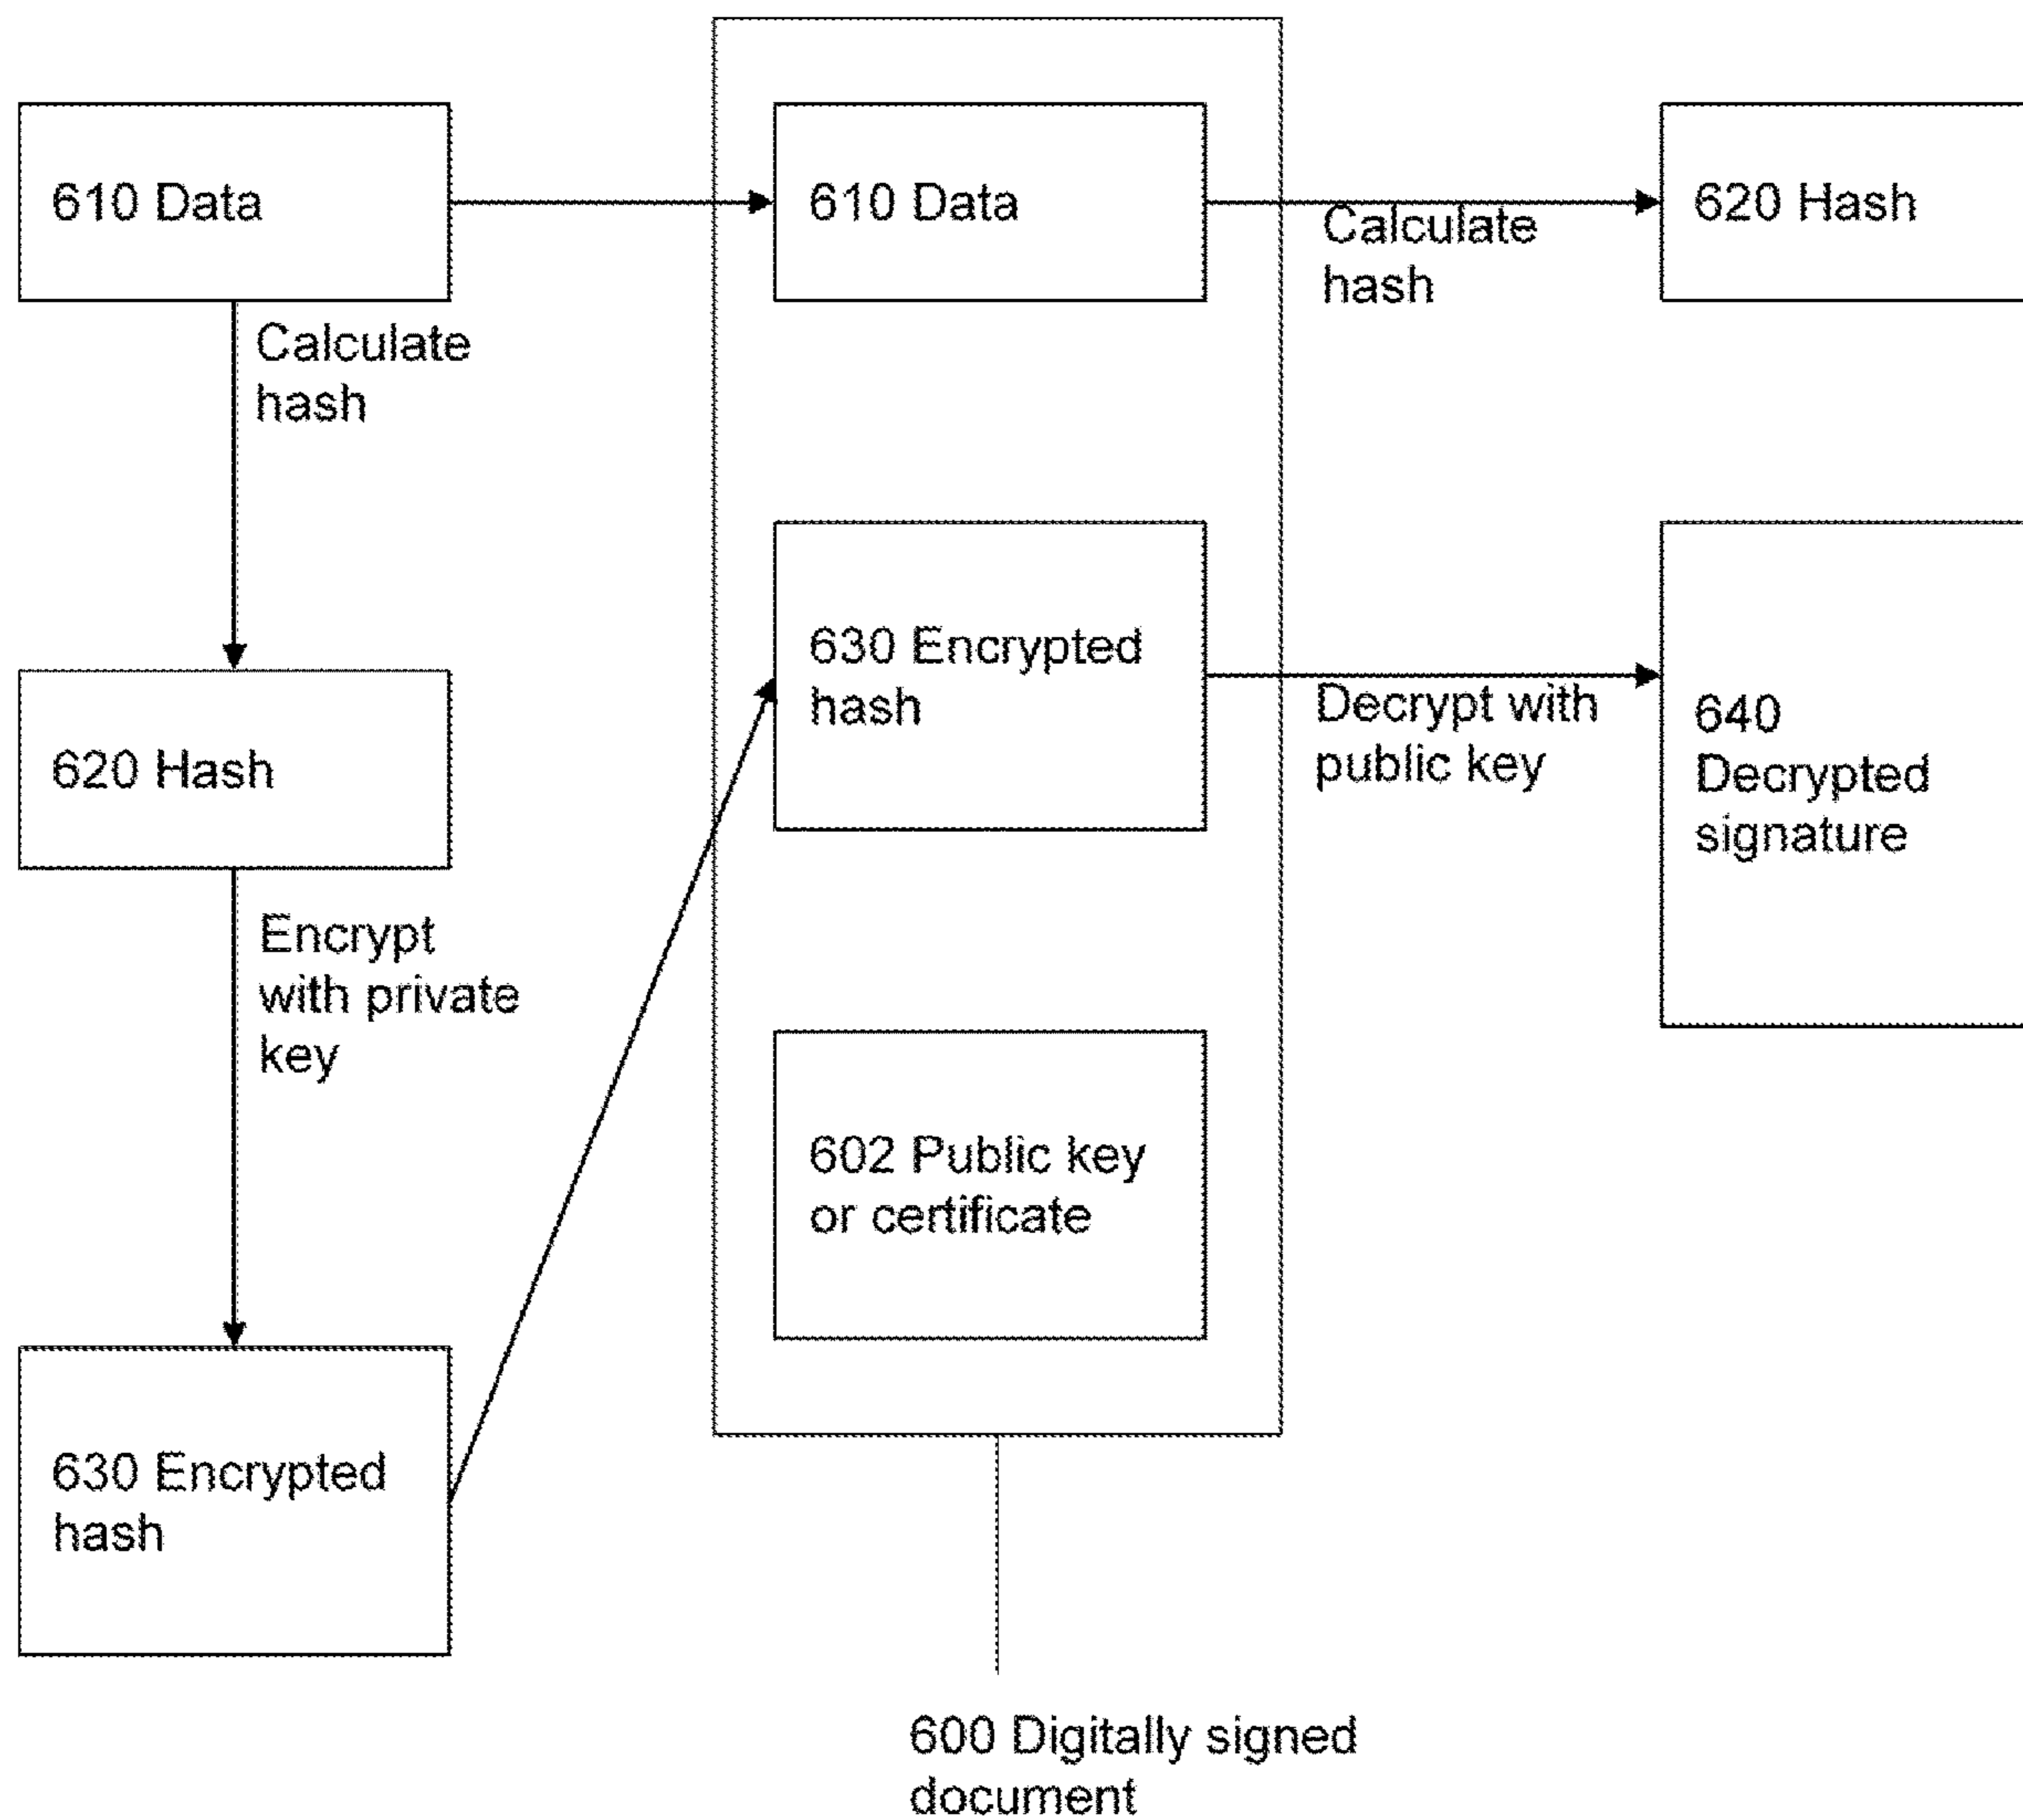 610 Data
610 Data
620 Hash
Calculate
hash
Calculate
hash
630 Encrypted
hash
Decrypt with
public key
640
Decrypted
signature
620 Hash
Encrypt
with private
key
602 Public key
or certificate
630 Encrypted
hash
600 Digitally signed
document